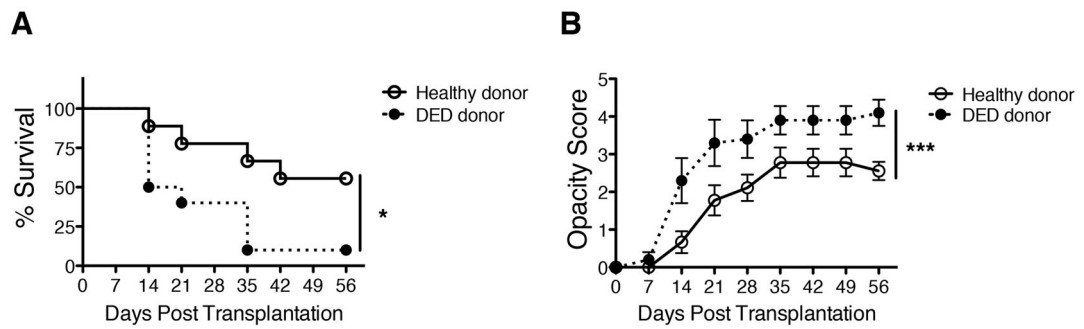 A
% Survival
100
75
50
25
0
0 7 14 21 28 35 42 49 56
Days Post Transplantation
Healthy donor
DED donor
*
B
Opacity Score
5
4
3
2
1
0
0 7 14 21 28 35 42 49 56
Days Post Transplantation
Healthy donor
DED donor
***